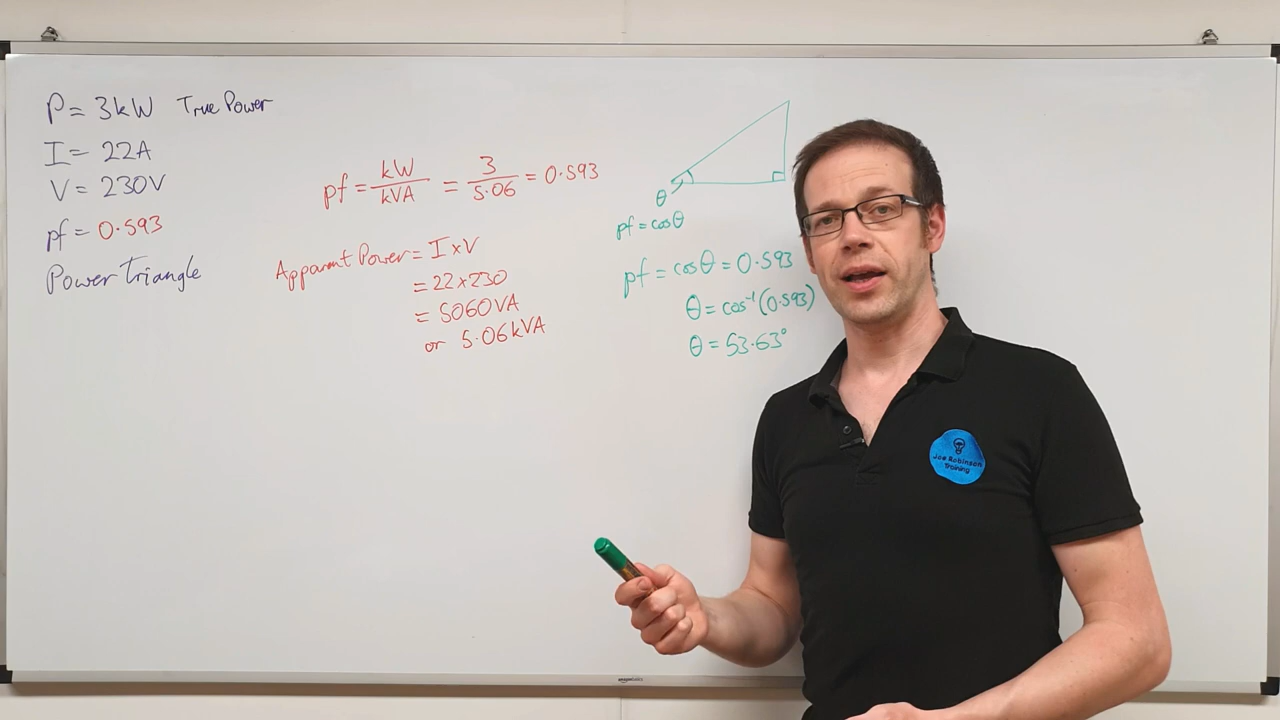 P = 3kW True Power
I = 22A
V = 230V
pf = 0.593
Power Triangle
pf = kW/kVA = 3/5.06 = 0.593
Apparent Power = I x V
= 22 x 230
= 5060VA
or 5.06kVA
θ
pf = cosθ
pf = cosθ = 0.593
θ = cos⁻¹(0.593)
θ = 53.63°
Joe Robinson
Training
amazonbasics